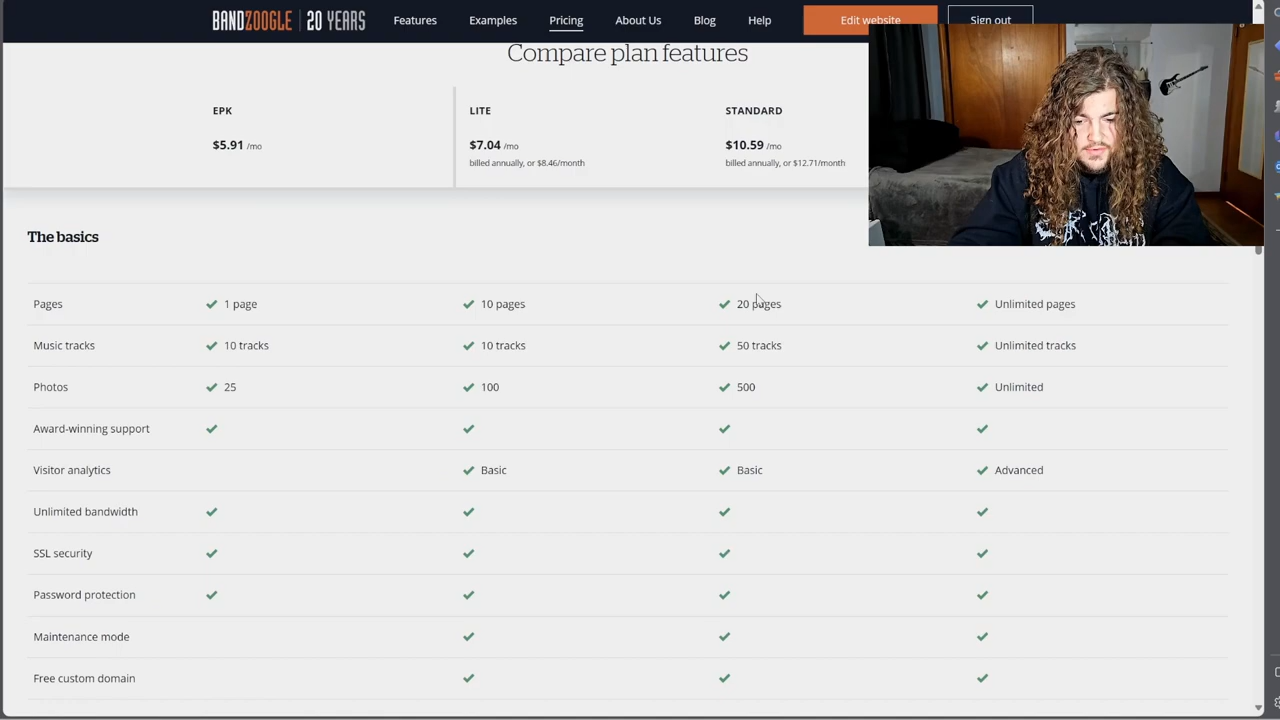 BANDZOOGLE | 20 YEARS Features Examples Pricing About Us Blog Help Edit website Sign out
Compare plan features
EPK LITE STANDARD
$5.91 /mo $7.04 /mo $10.59 /mo
billed annually, or $8.46/month billed annually, or $12.71/month
The basics
Pages 1 page 10 pages 20 pages Unlimited pages
Music tracks 10 tracks 10 tracks 50 tracks Unlimited tracks
Photos 25 100 500 Unlimited
Award-winning support
Visitor analytics Basic Basic Advanced
Unlimited bandwidth
SSL security
Password protection
Maintenance mode
Free custom domain